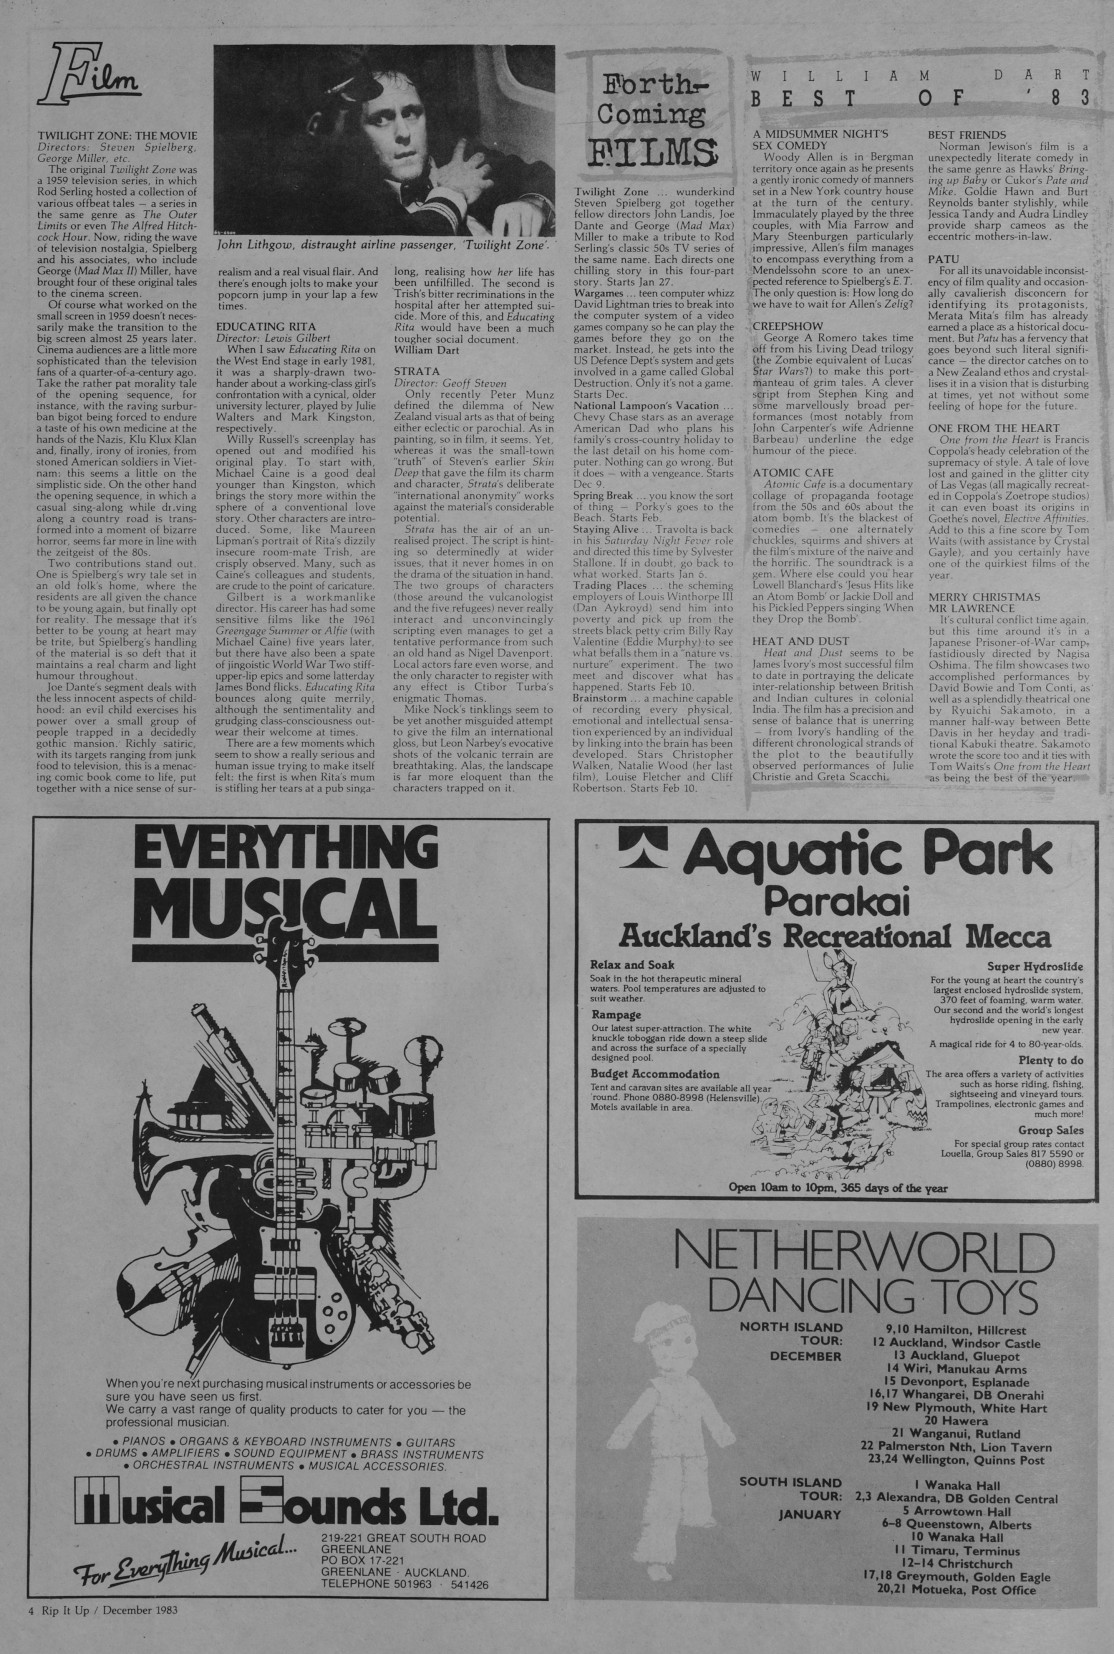 Film
TWILIGHT ZONE: THE MOVIE
Directors: Steven Spielberg,
George Miller, etc.
The original Twilight Zone was
a 1959 television series, in which
Rod Serling hosted a collection of
various offbeat tales — a series in
the same genre as The Outer
Limits or even The Alfred Hitch-
cock Hour. Now, riding the wave
of television nostalgia, Spielberg
and his associates, who include
George (Mad Max II) Miller, have
brought four of these original tales
to the cinema screen.
Of course what worked on the
small screen in 1959 doesn't neces-
sarily make the transition to the
big screen almost 25 years later.
Cinema audiences are a little more
sophisticated than the television
fans of a quarter-of-a-century ago.
Take the rather pat morality tale
of the opening sequence, for
instance, with the raving surbur-
ban bigot being forced to endure
a taste of his own medicine at the
hands of the Nazis, Klu Klux Klan
and, finally, irony of ironies, from
stoned American soldiers in Viet-
nam: this seems a little on the
simplistic side. On the other hand
the opening sequence, in which a
casual sing-along while driving
along a country road is trans-
formed into a moment of bizarre
horror, seems far more in line with
the zeitgeist of the 80s.
Two contributions stand out.
One is Spielberg's wry tale set in
an old folk's home, where the
residents are all given the chance
to be young again, but finally opt
for reality. The message that it's
better to be young at heart may
be trite, but Spielberg's handling
of the material is so deft that it
maintains a real charm and light
humour throughout.
Joe Dante's segment deals with
the less innocent aspects of child-
hood: an evil child exercises his
power over a small group of
people trapped in a decidedly
gothic mansion. Richly satiric,
with its targets ranging from junk
food to television, this is a menac-
ing comic book come to life, put
together with a nice sense of sur-
John Lithgow, distraught airline passenger, 'Twilight Zone'.
realism and a real visual flair. And
there's enough jolts to make your
popcorn jump in your lap a few
times.
EDUCATING RITA
Director: Lewis Gilbert
When I saw Educating Rita on
the West End stage in early 1981,
it was a sharply-drawn two-
hander about a working-class girl's
confrontation with a cynical, older
university lecturer, played by Julie
Walters and Mark Kingston,
respectively.
Willy Russell's screenplay has
opened out and modified his
original play. To start with,
Michael Caine is a good deal
younger than Kingston, which
brings the story more within the
sphere of a conventional love
story. Other characters are intro-
duced. Some, like Maureen
Lipman's portrait of Rita's dizzily
insecure room-mate Trish, are
crisply observed. Many, such as
Caine's colleagues and students,
are crude to the point of caricature.
Gilbert is a workmanlike
director. His career has had some
sensitive films like the 1961
Greengage Summer or Alfie (with
Michael Caine) five years later,
but there have also been a spate
of jingoistic World War Two stiff-
upper-lip epics and some latterday
James Bond flicks. Educating Rita
bounces along quite merrily,
although the sentimentality and
grudging class-consciousness out-
wear their welcome at times.
There are a few moments which
seem to show a really serious and
human issue trying to make itself
felt: the first is when Rita's mum
is stifling her tears at a pub singa-
long, realising how her life has
been unfilfilled. The second is
Trish's bitter recriminations in the
hospital after her attempted sui-
cide. More of this, and Educating
Rita would have been a much
tougher social document.
William Dart
STRATA
Director: Geoff Steven
Only recently Peter Munz
defined the dilemma of New
Zealand visual arts as that of being
either eclectic or parochial. As in
painting, so in film, it seems. Yet,
whereas it was the small-town
"truth" of Steven's earlier Skin
Deep that gave the film its charm
and character, Strata's deliberate
"international anonymity" works
against the material's considerable
potential.
Strata has the air of an un-
realised project. The script is hint-
ing so determinedly at wider
issues, that it never homes in on
the drama of the situation in hand.
The two groups of characters
(those around the vulcanologist
and the five refugees) never really
interact and unconvincingly
scripting even manages to get a
tentative performance from such
an old hand as Nigel Davenport.
Local actors fare even worse, and
the only character to register with
any effect is Ctibor Turba's
enigmatic Thomas.
Mike Nock's tinklings seem to
be yet another misguided attempt
to give the film an international
gloss, but Leon Narbey's evocative
shots of the volcanic terrain are
breathtaking. Alas, the landscape
is far more eloquent than the
characters trapped on it.
Forth-
Coming
FILMS
Twilight Zone ... wunderkind
Steven Spielberg got together
fellow directors John Landis, Joe
Dante and George (Mad Max)
Miller to make a tribute to Rod
Serling's classic 50s TV series of
the same name. Each directs one
chilling story in this four-part
story. Starts Jan 27.
Wargames ... teen computer whizz
David Lightman tries to break into
the computer system of a video
games company so he can play the
games before they go on the
market. Instead, he gets into the
US Defence Dept's system and gets
involved in a game called Global
Destruction. Only it's not a game.
Starts Dec.
National Lampoon's Vacation ...
Chevy Chase stars as an average
American Dad who plans his
family's cross-country holiday to
the last detail on his home com-
puter. Nothing can go wrong. But
it does — with a vengeance. Starts
Dec 9.
Spring Break ... you know the sort
of thing — Porky's goes to the
Beach. Starts Feb.
Staying Alive ... Travolta is back
in his Saturday Night Fever role
and directed this time by Sylvester
Stallone. If in doubt, go back to
what worked. Starts Jan 6.
Trading Places ... the scheming
employers of Louis Winthorpe III
(Dan Aykroyd) send him into
poverty and pick up from the
streets black petty crim Billy Ray
Valentine (Eddie Murphy) to see
what befalls them in a "nature vs.
nurture" experiment. The two
meet and discover what has
happened. Starts Feb 10.
Brainstorm ... a machine capable
of recording every physical,
emotional and intellectual sensa-
tion experienced by an individual
by linking into the brain has been
developed. Stars Christopher
Walken, Natalie Wood (her last
film), Louise Fletcher and Cliff
Robertson. Starts Feb 10.
WILLIAM DART
BEST OF '83
A MIDSUMMER NIGHT'S
SEX COMEDY
Woody Allen is in Bergman
territory once again as he presents
a gently ironic comedy of manners
set in a New York country house
at the turn of the century.
Immaculately played by the three
couples, with Mia Farrow and
Mary Steenburgen particularly
impressive, Allen's film manages
to encompass everything from a
Mendelssohn score to an unex-
pected reference to Spielberg's E.T.
The only question is: How long do
we have to wait for Allen's Zelig?
CREEPSHOW
George A Romero takes time
off from his Living Dead trilogy
(the Zombie equivalent of Lucas'
Star Wars?) to make this port-
manteau of grim tales. A clever
script from Stephen King and
some marvellously broad per-
formances (most notably from
John Carpenter's wife Adrienne
Barbeau) underline the edge
humour of the piece.
ATOMIC CAFE
Atomic Cafe is a documentary
collage of propaganda footage
from the 50s and 60s about the
atom bomb. It's the blackest of
comedies — one alternately
chuckles, squirms and shivers at
the film's mixture of the naive and
the horrific. The soundtrack is a
gem. Where else could you hear
Lowell Blanchard's 'Jesus Hits like
an Atom Bomb' or Jackie Doll and
his Pickled Peppers singing 'When
they Drop the Bomb'.
HEAT AND DUST
Heat and Dust seems to be
James Ivory's most successful film
to date in portraying the delicate
inter-relationship between British
and Indian cultures in colonial
India. The film has a precision and
sense of balance that is unerring
— from Ivory's handling of the
different chronological strands of
the plot to the beautifully
observed performances of Julie
Christie and Greta Scacchi.
BEST FRIENDS
Norman Jewison's film is a
unexpectedly literate comedy in
the same genre as Hawks' Bring-
ing up Baby or Cukor's Pate and
Mike. Goldie Hawn and Burt
Reynolds banter stylishly, while
Jessica Tandy and Audra Lindley
provide sharp cameos as the
eccentric mothers-in-law.
PATU
For all its unavoidable inconsist-
ency of film quality and occasion-
ally cavalierish disconcern for
identifying its protagonists,
Merata Mita's film has already
earned a place as a historical docu-
ment. But Patu has a fervency that
goes beyond such literal signifi-
cance — the director catches on to
a New Zealand ethos and crystal-
lises it in a vision that is disturbing
at times, yet not without some
feeling of hope for the future.
ONE FROM THE HEART
One from the Heart is Francis
Coppola's heady celebration of the
supremacy of style. A tale of love
lost and gained in the glitter city
of Las Vegas (all magically recreat-
ed in Coppola's Zoetrope studios)
it can even boast its origins in
Goethe's novel, Elective Affinities.
Add to this a fine score by Tom
Waits (with assistance by Crystal
Gayle), and you certainly have
one of the quirkiest films of the
year.
MERRY CHRISTMAS
MR LAWRENCE
It's cultural conflict time again,
but this time around it's in a
Japanese Prisoner-of-War camp,
fastidiously directed by Nagisa
Oshima. The film showcases two
accomplished performances by
David Bowie and Tom Conti, as
well as a splendidly theatrical one
by Ryuichi Sakamoto, in a
manner half-way between Bette
Davis in her heyday and tradi-
tional Kabuki theatre. Sakamoto
wrote the score too and it ties with
Tom Waits's One from the Heart
as being the best of the year.
EVERYTHING
MUSICAL
When you're next purchasing musical instruments or accessories be
sure you have seen us first.
We carry a vast range of quality products to cater for you — the
professional musician.
• PIANOS • ORGANS & KEYBOARD INSTRUMENTS • GUITARS
• DRUMS • AMPLIFIERS • SOUND EQUIPMENT • BRASS INSTRUMENTS
• ORCHESTRAL INSTRUMENTS • MUSICAL ACCESSORIES.
Musical Sounds Ltd.
For Everything Musical...
219-221 GREAT SOUTH ROAD
GREENLANE
PO BOX 17-221
GREENLANE · AUCKLAND.
TELEPHONE 501963 · 541426
Aquatic Park
Parakai
Auckland's Recreational Mecca
Relax and Soak
Soak in the hot therapeutic mineral
waters. Pool temperatures are adjusted to
suit weather.
Rampage
Our latest super-attraction. The white
knuckle toboggan ride down a steep slide
and across the surface of a specially
designed pool.
Budget Accommodation
Tent and caravan sites are available all year
'round. Phone 0880-8998 (Helensville).
Motels available in area.
Super Hydroslide
For the young at heart the country's
largest enclosed hydroslide system,
370 feet of foaming, warm water.
Our second and the world's longest
hydroslide opening in the early
new year.
A magical ride for 4 to 80-year-olds.
Plenty to do
The area offers a variety of activities
such as horse riding, fishing,
sightseeing and vineyard tours.
Trampolines, electronic games and
much more!
Group Sales
For special group rates contact
Louella, Group Sales 817 5590 or
(0880) 8998.
Open 10am to 10pm, 365 days of the year
NETHERWORLD
DANCING TOYS
NORTH ISLAND
TOUR:
DECEMBER
9,10 Hamilton, Hillcrest
12 Auckland, Windsor Castle
13 Auckland, Gluepot
14 Wiri, Manukau Arms
15 Devonport, Esplanade
16,17 Whangarei, DB Onerahi
19 New Plymouth, White Hart
20 Hawera
21 Wanganui, Rutland
22 Palmerston Nth, Lion Tavern
23,24 Wellington, Quinns Post
SOUTH ISLAND
TOUR:
JANUARY
1 Wanaka Hall
2,3 Alexandra, DB Golden Central
5 Arrowtown Hall
6–8 Queenstown, Alberts
10 Wanaka Hall
11 Timaru, Terminus
12–14 Christchurch
17,18 Greymouth, Golden Eagle
20,21 Motueka, Post Office
4 Rip It Up / December 1983